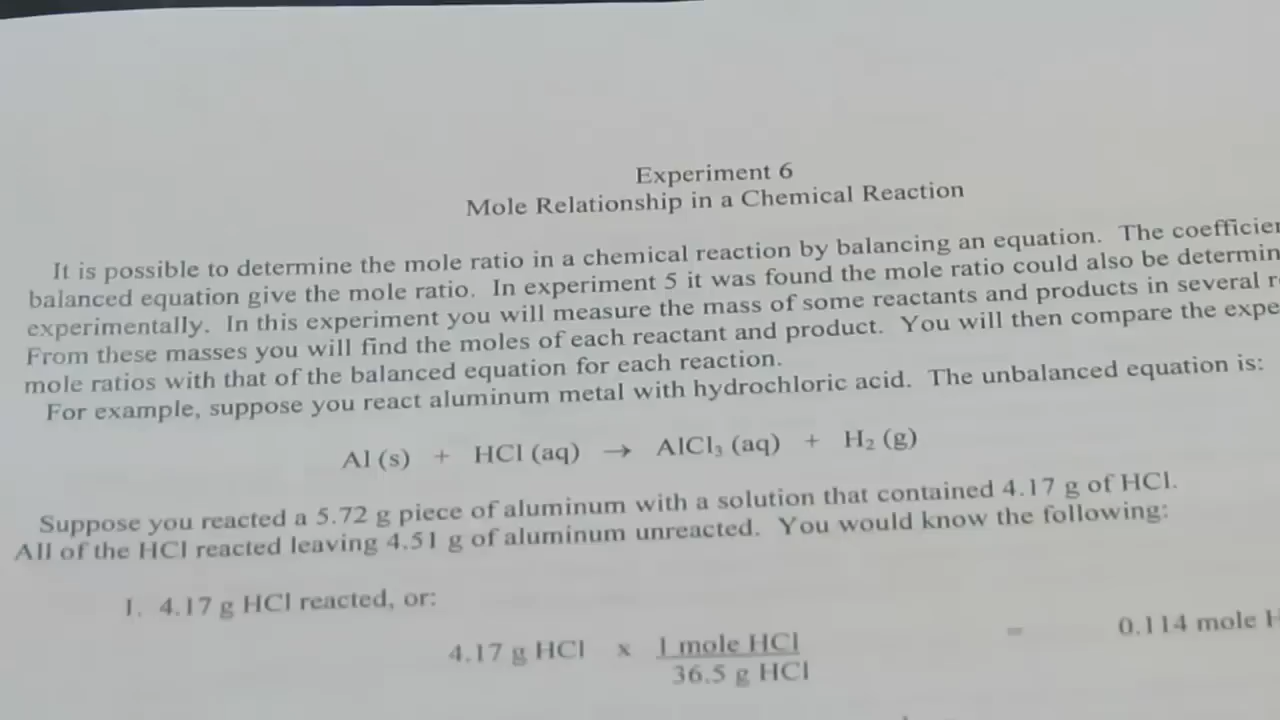 Experiment 6
Mole Relationship in a Chemical Reaction
It is possible to determine the mole ratio in a chemical reaction by balancing an equation. The
balanced equation give the mole ratio. In experiment 5 it was found the mole ratio could also be
experimentally. In this experiment you will measure the mass of some reactants and products in several
From these masses you will find the moles of each reactant and product. You will then compare the
mole ratios with that of the balanced equation for each reaction.
For example, suppose you react aluminum metal with hydrochloric acid. The unbalanced equation is:
Al (s) + HCl (aq) → AlCl₃ (aq) + H₂ (g)
Suppose you reacted a 5.72 g piece of aluminum with a solution that contained 4.17 g of HCl.
All of the HCl reacted leaving 4.51 g of aluminum unreacted. You would know the following:
1. 4.17 g HCl reacted, or:
4.17 g HCl x 1 mole HCl = 0.114 mole
36.5 g HCl